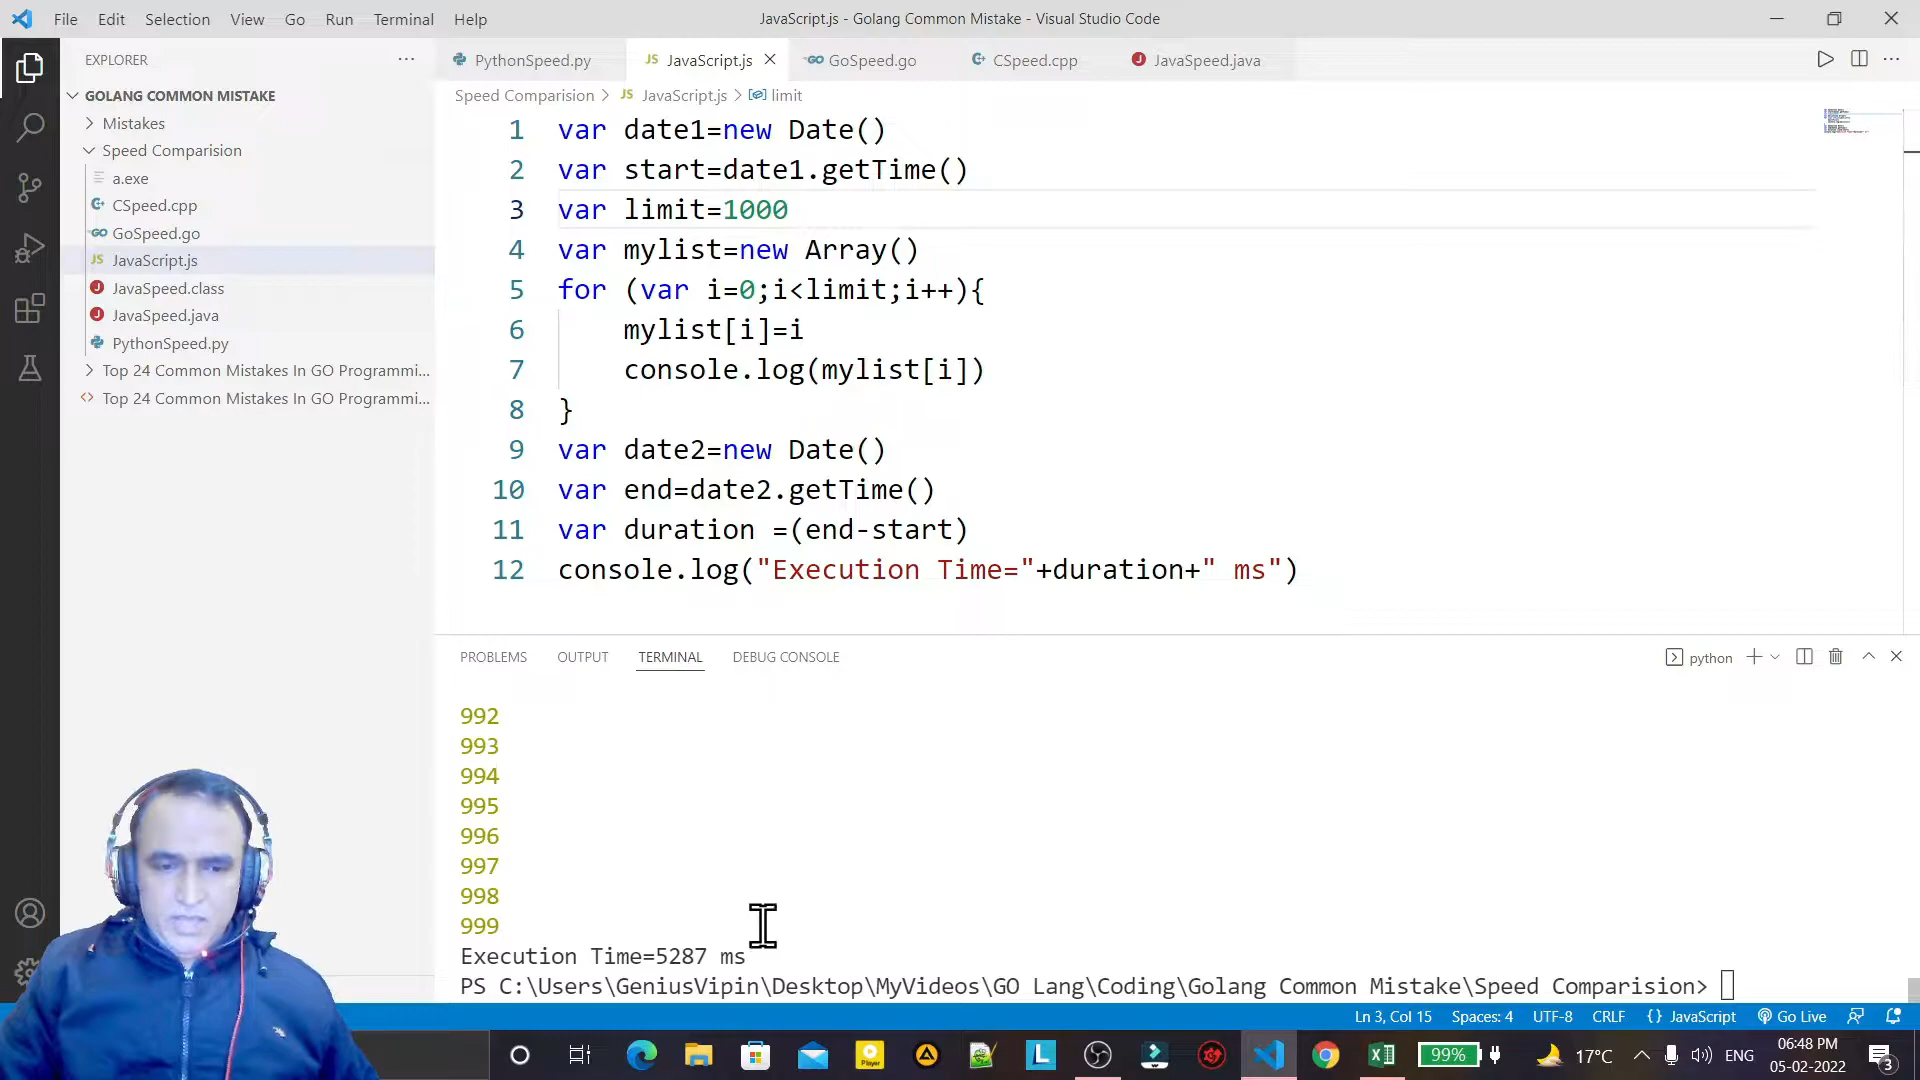 File Edit Selection View Go Run Terminal Help
JavaScript.js - Golang Common Mistake - Visual Studio Code
EXPLORER
GOLANG COMMON MISTAKE
Mistakes
Speed Comparision
a.exe
CSpeed.cpp
GoSpeed.go
JavaScript.js
JavaSpeed.class
JavaSpeed.java
PythonSpeed.py
Top 24 Common Mistakes In GO Programmi...
Top 24 Common Mistakes In GO Programmi...
PythonSpeed.py JS JavaScript.js GoSpeed.go CSpeed.cpp JavaSpeed.java
Speed Comparision > JS JavaScript.js > limit
1 var date1=new Date()
2 var start=date1.getTime()
3 var limit=1000
4 var mylist=new Array()
5 for (var i=0;i<limit;i++){
6 mylist[i]=i
7 console.log(mylist[i])
8 }
9 var date2=new Date()
10 var end=date2.getTime()
11 var duration =(end-start)
12 console.log("Execution Time="+duration+" ms")
PROBLEMS OUTPUT TERMINAL DEBUG CONSOLE
python
992
993
994
995
996
997
998
999
Execution Time=5287 ms
PS C:\Users\GeniusVipin\Desktop\MyVideos\GO Lang\Coding\Golang Common Mistake\Speed Comparision>
Ln 3, Col 15 Spaces: 4 UTF-8 CRLF {} JavaScript Go Live
Player
L
99%
17°C
ENG
06:48 PM
05-02-2022
3